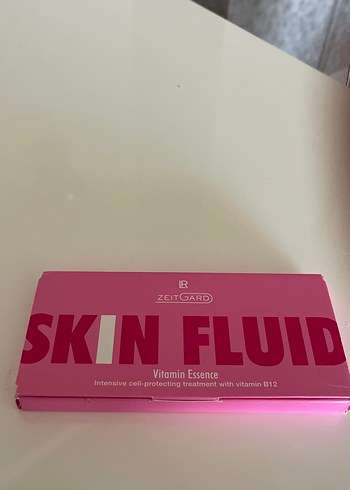 LR
ZEITGARD
SKIN FLUID
Vitamin Essence
Intensive cell-protecting treatment with vitamin B12